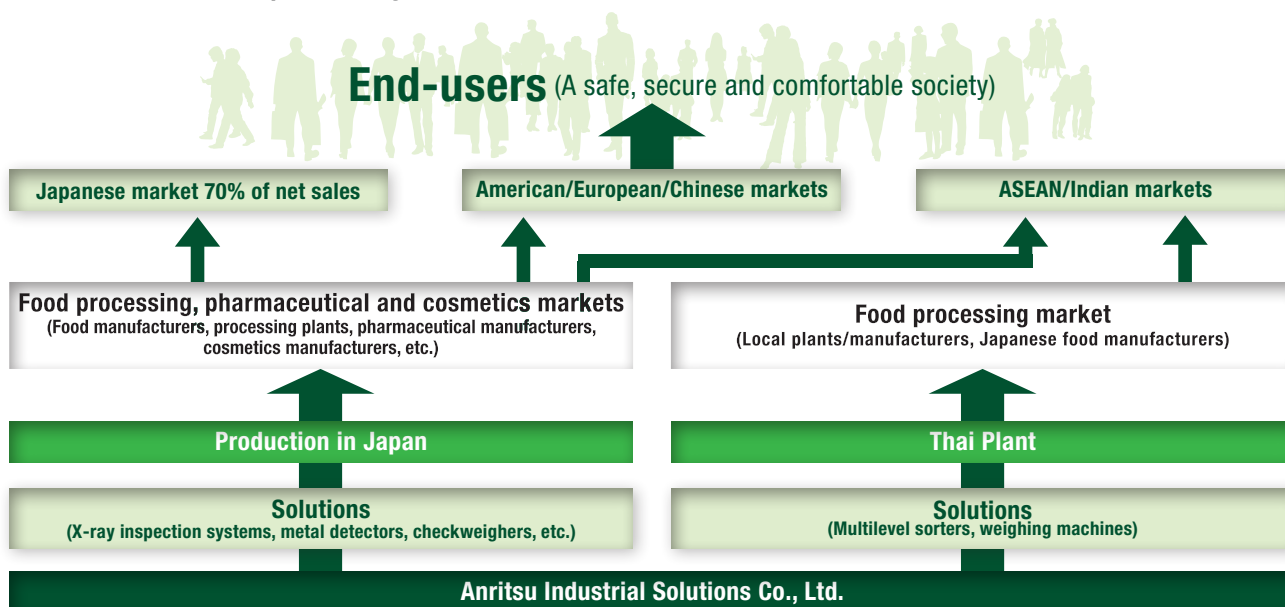 End-users (A safe, secure and comfortable society)
Japanese market 70% of net sales
American/European/Chinese markets
ASEAN/Indian markets
Food processing, pharmaceutical and cosmetics markets
(Food manufacturers, processing plants, pharmaceutical manufacturers,
cosmetics manufacturers, etc.)
Food processing market
(Local plants/manufacturers, Japanese food manufacturers)
Production in Japan
Thai Plant
Solutions
(X-ray inspection systems, metal detectors, checkweighers, etc.)
Solutions
(Multilevel sorters, weighing machines)
Anritsu Industrial Solutions Co., Ltd.